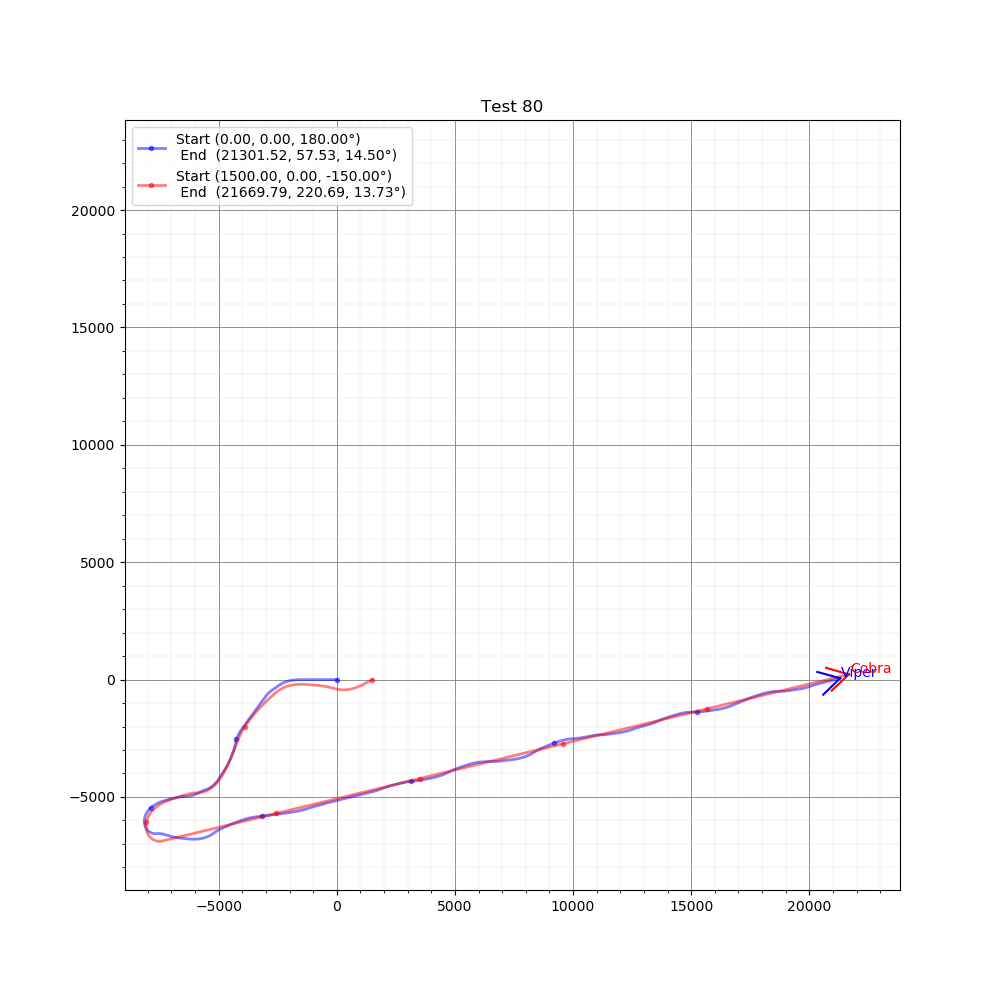 Test 80
Start (0.00, 0.00, 180.00°)
End (21301.52, 57.53, 14.50°)
Start (1500.00, 0.00, -150.00°)
End (21669.79, 220.69, 13.73°)
20000
15000
10000
5000
0
−5000
Cobra
Viper
−5000
0
5000
10000
15000
20000